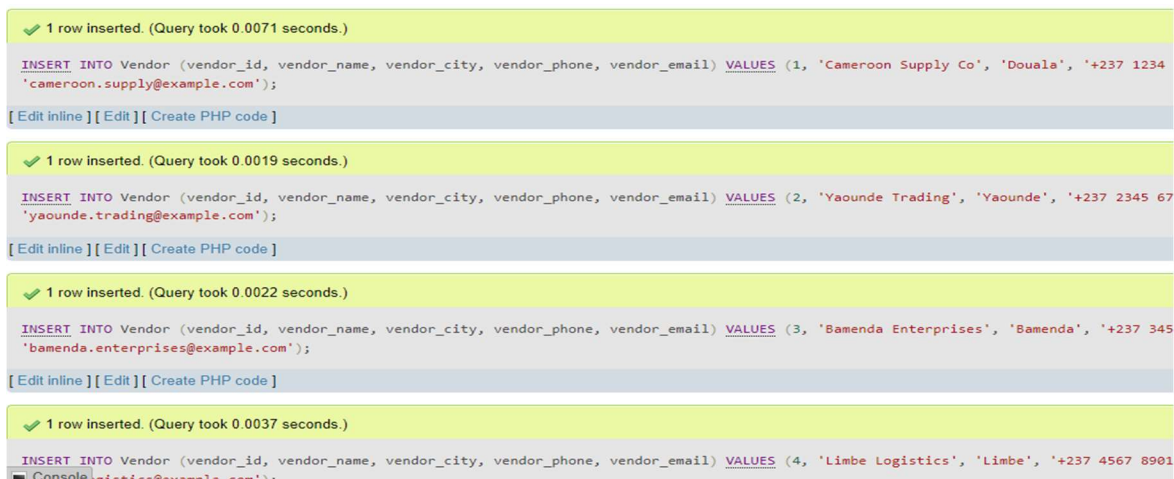 1 row inserted. (Query took 0.0071 seconds.)
INSERT INTO Vendor (vendor_id, vendor_name, vendor_city, vendor_phone, vendor_email) VALUES (1, 'Cameroon Supply Co', 'Douala', '+237 1234
'cameroon.supply@example.com');
[ Edit inline ] [ Edit ] [ Create PHP code ]
1 row inserted. (Query took 0.0019 seconds.)
INSERT INTO Vendor (vendor_id, vendor_name, vendor_city, vendor_phone, vendor_email) VALUES (2, 'Yaounde Trading', 'Yaounde', '+237 2345 67
'yaounde.trading@example.com');
[ Edit inline ] [ Edit ] [ Create PHP code ]
1 row inserted. (Query took 0.0022 seconds.)
INSERT INTO Vendor (vendor_id, vendor_name, vendor_city, vendor_phone, vendor_email) VALUES (3, 'Bamenda Enterprises', 'Bamenda', '+237 345
'bamenda.enterprises@example.com');
[ Edit inline ] [ Edit ] [ Create PHP code ]
1 row inserted. (Query took 0.0037 seconds.)
INSERT INTO Vendor (vendor_id, vendor_name, vendor_city, vendor_phone, vendor_email) VALUES (4, 'Limbe Logistics', 'Limbe', '+237 4567 8901
Console